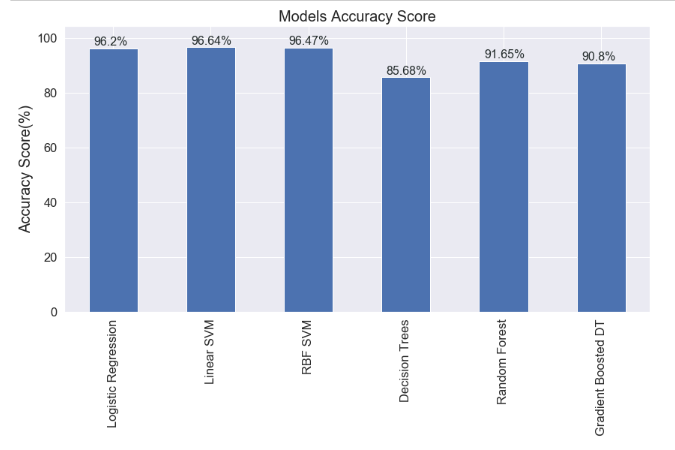 Models Accuracy Score
Accuracy Score(%)
100
80
60
40
20
0
96.2%
96.64%
96.47%
85.68%
91.65%
90.8%
Logistic Regression
Linear SVM
RBF SVM
Decision Trees
Random Forest
Gradient Boosted DT